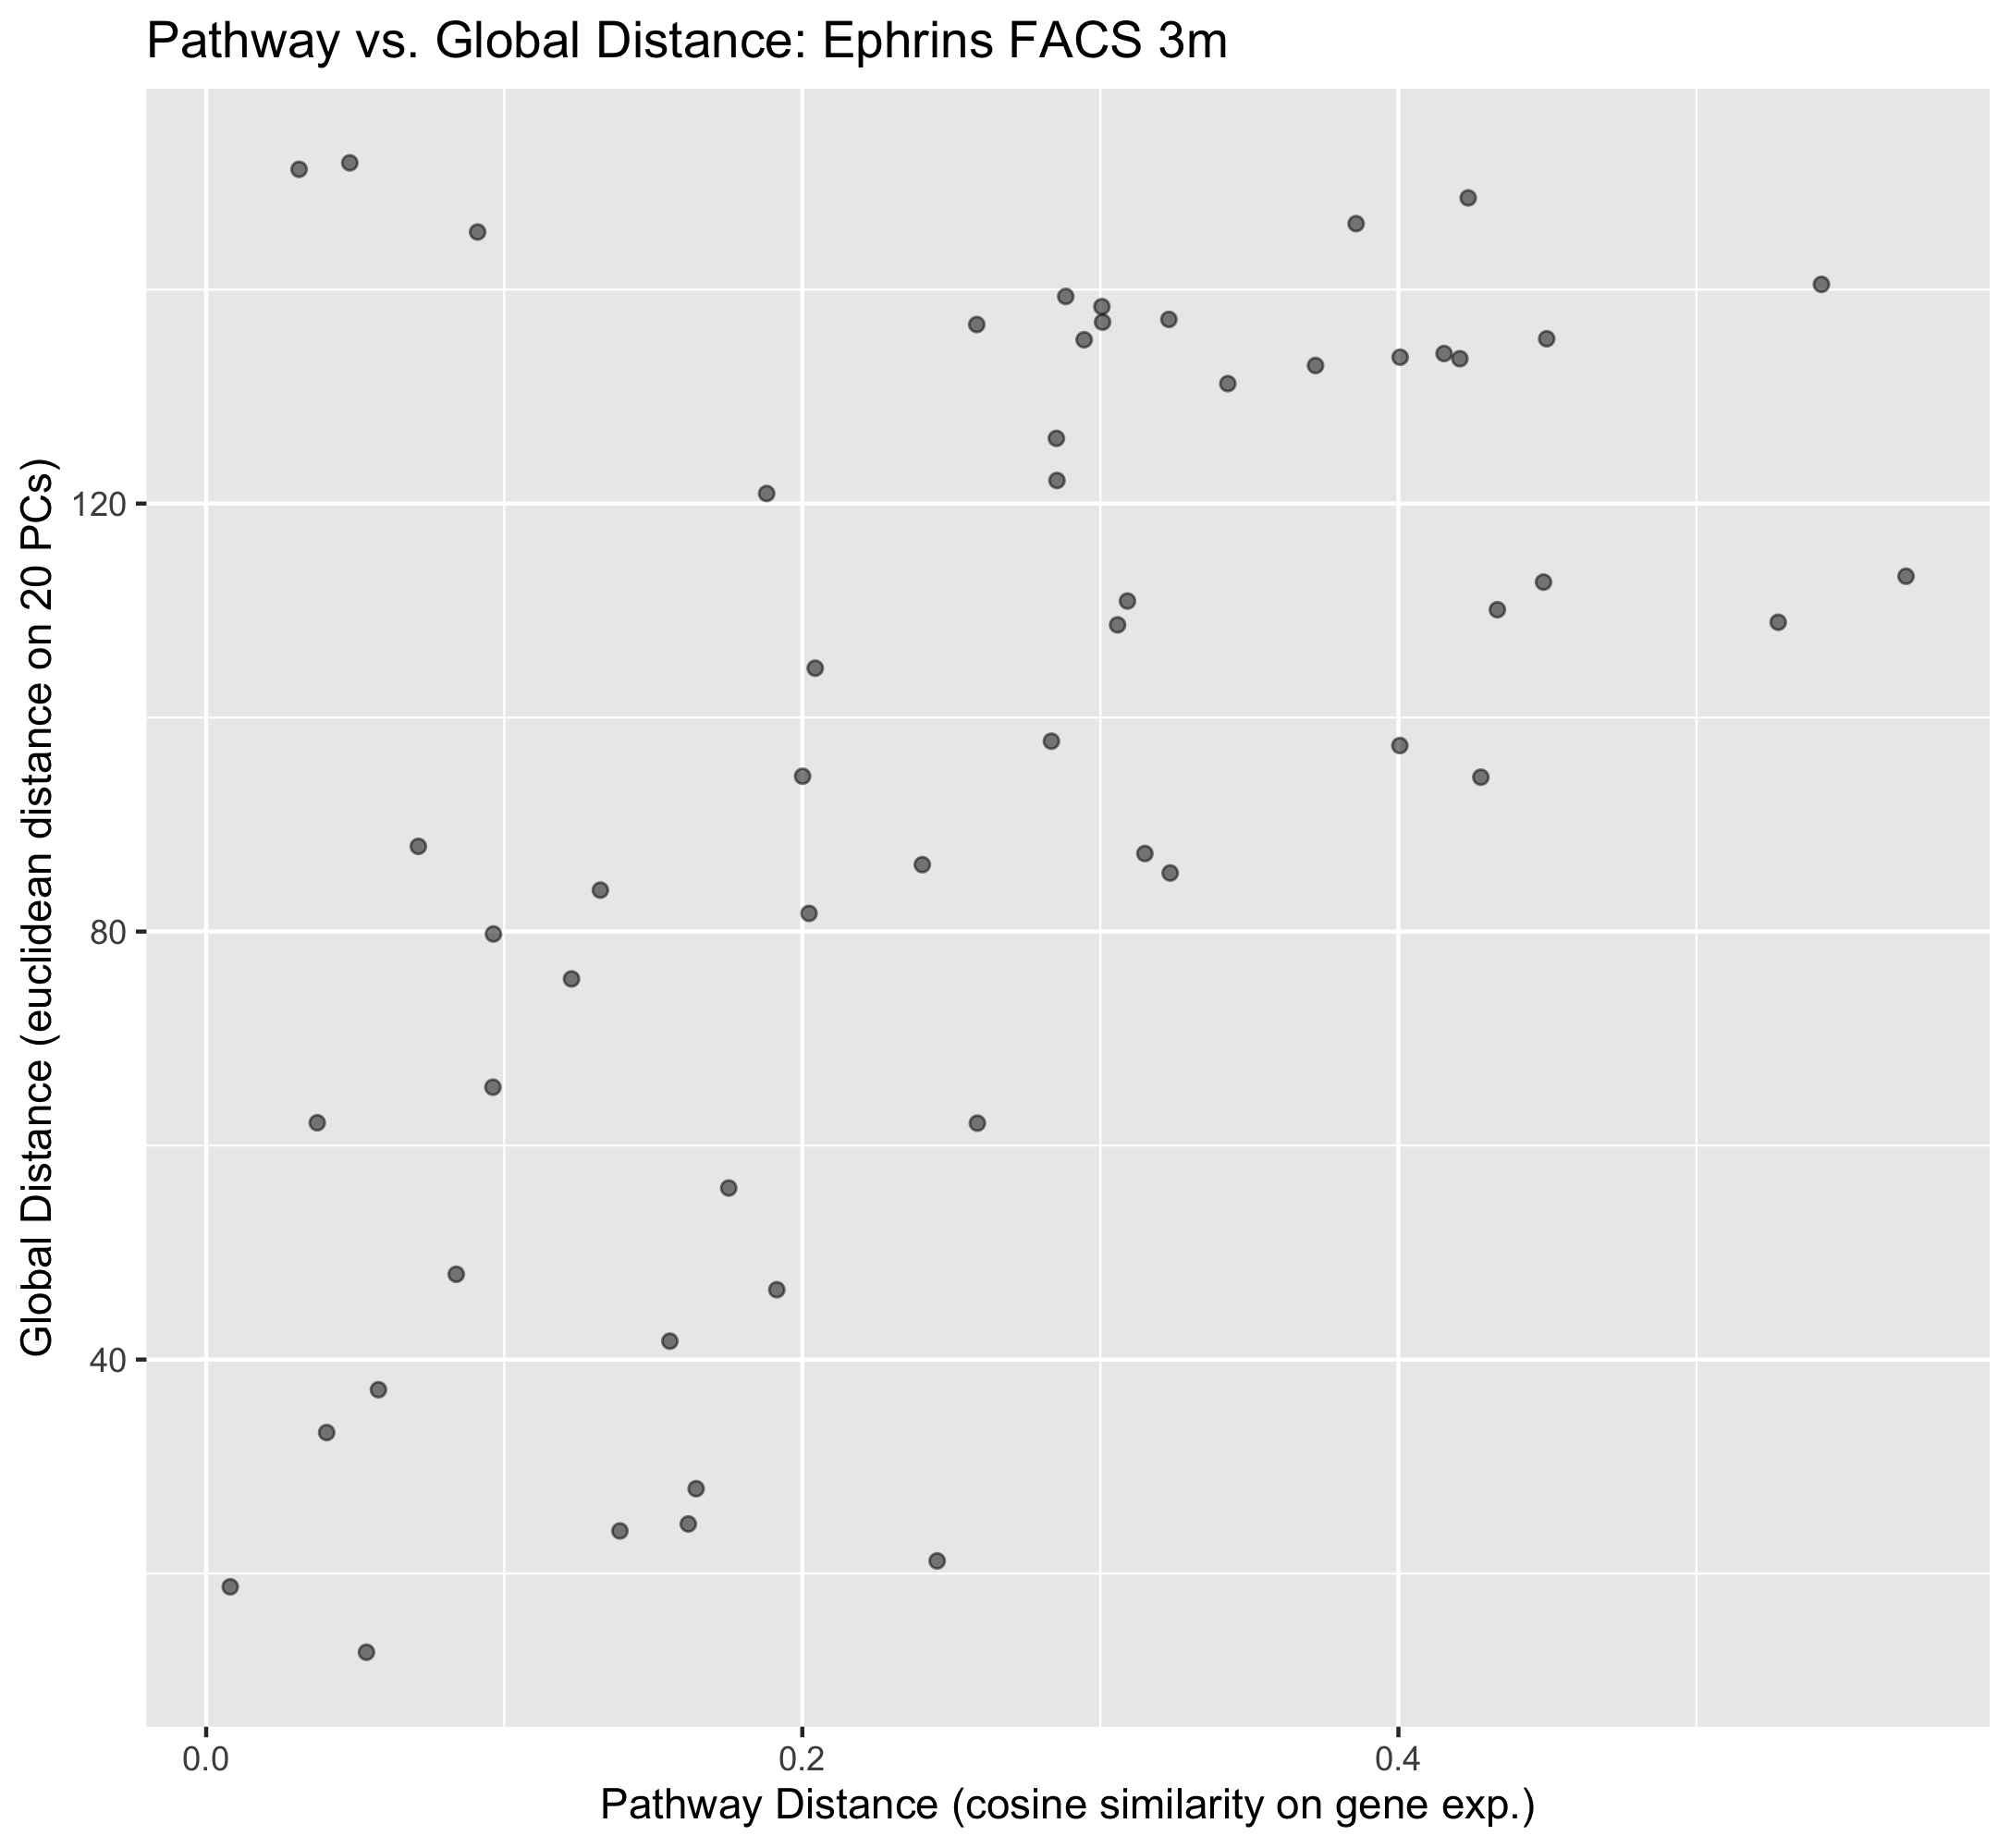 Pathway vs. Global Distance: Ephrins FACS 3m
Global Distance (euclidean distance on 20 PCs)
120
80
40
0.0
0.2
0.4
Pathway Distance (cosine similarity on gene exp.)